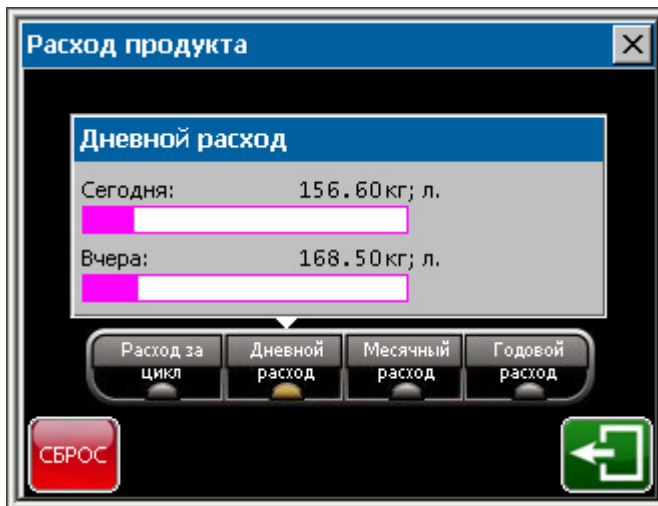 Расход продукта
Дневной расход
Сегодня: 156.60кг; л.
Вчера: 168.50кг; л.
Расход за Дневной Месячный Годовой
цикл расход расход расход
СБРОС